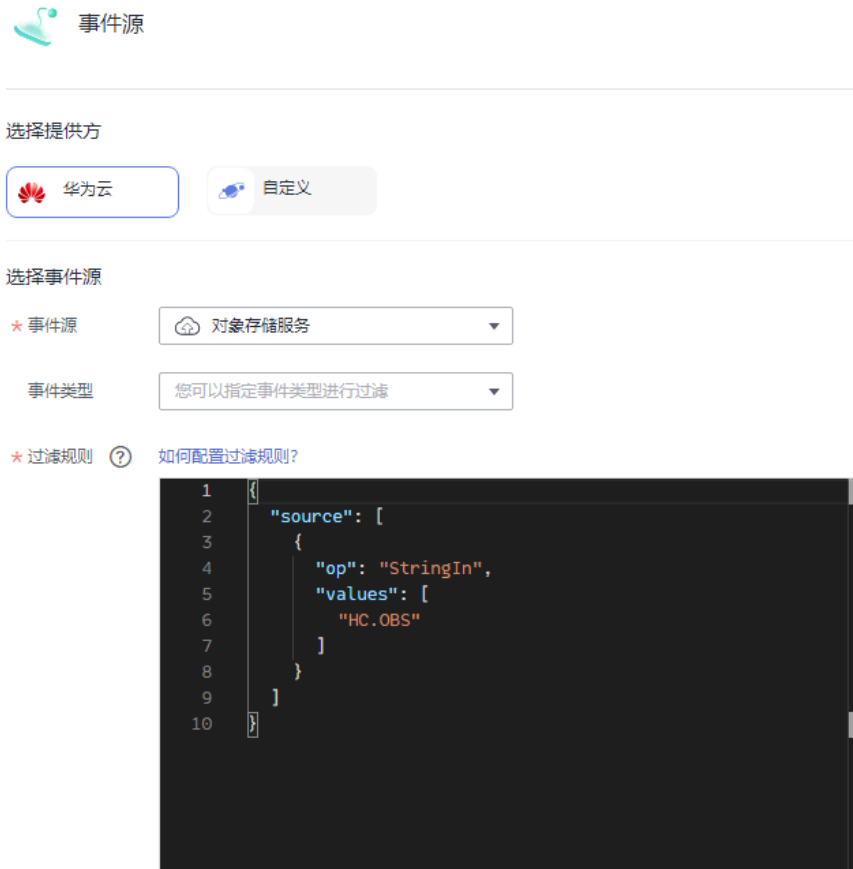 事件源
选择提供方
华为云 自定义
选择事件源
* 事件源 对象存储服务
事件类型 您可以指定事件类型进行过滤
* 过滤规则 ? 如何配置过滤规则?
1 {
2 "source": [
3 {
4 "op": "StringIn",
5 "values": [
6 "HC.OBS"
7 ]
8 }
9 ]
10 }